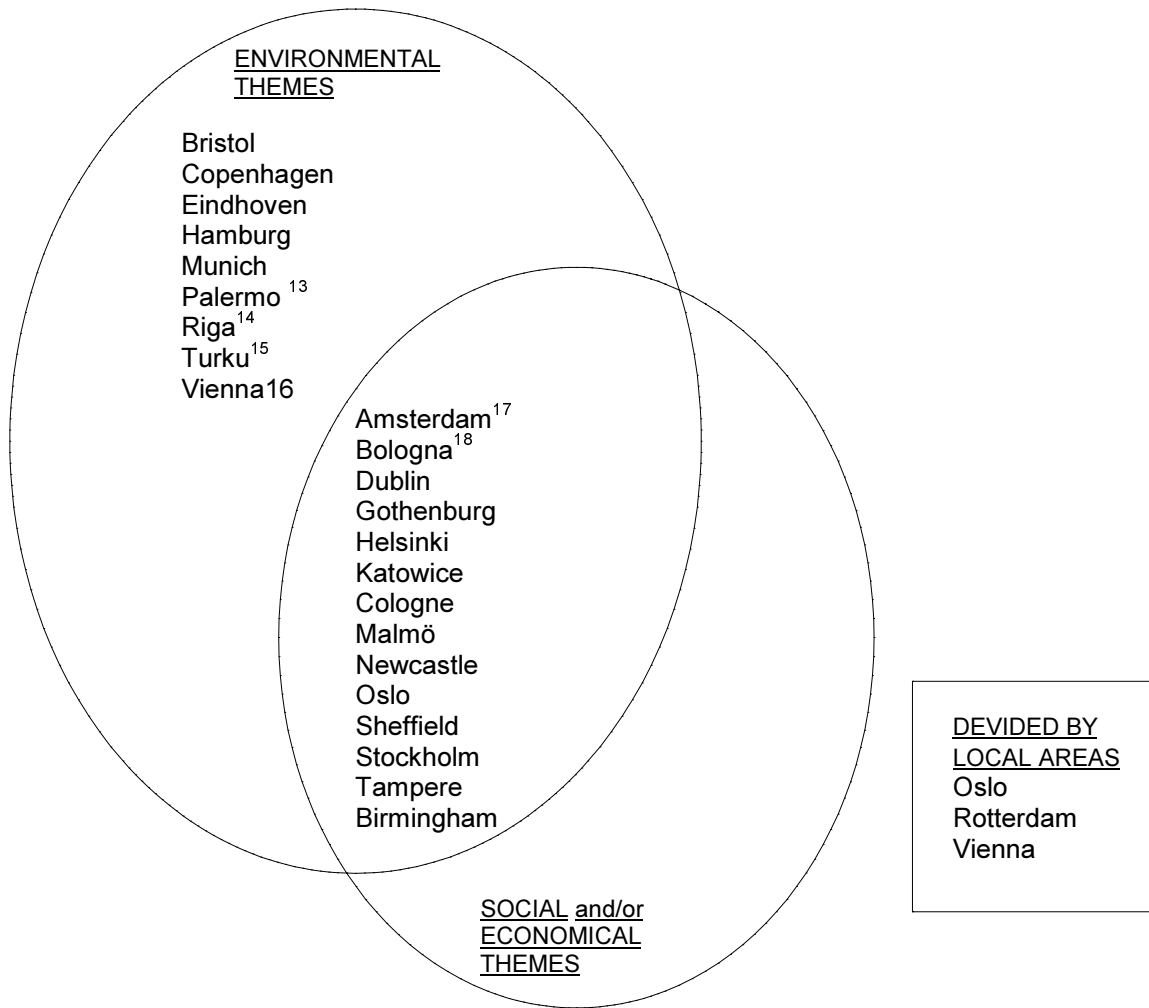 ENVIRONMENTAL
THEMES
Bristol
Copenhagen
Eindhoven
Hamburg
Munich
Palermo 13
Riga14
Turku15
Vienna16
Amsterdam17
Bologna18
Dublin
Gothenburg
Helsinki
Katowice
Cologne
Malmö
Newcastle
Oslo
Sheffield
Stockholm
Tampere
Birmingham
SOCIAL and/or
ECONOMICAL
THEMES
DEVIDED BY
LOCAL AREAS
Oslo
Rotterdam
Vienna